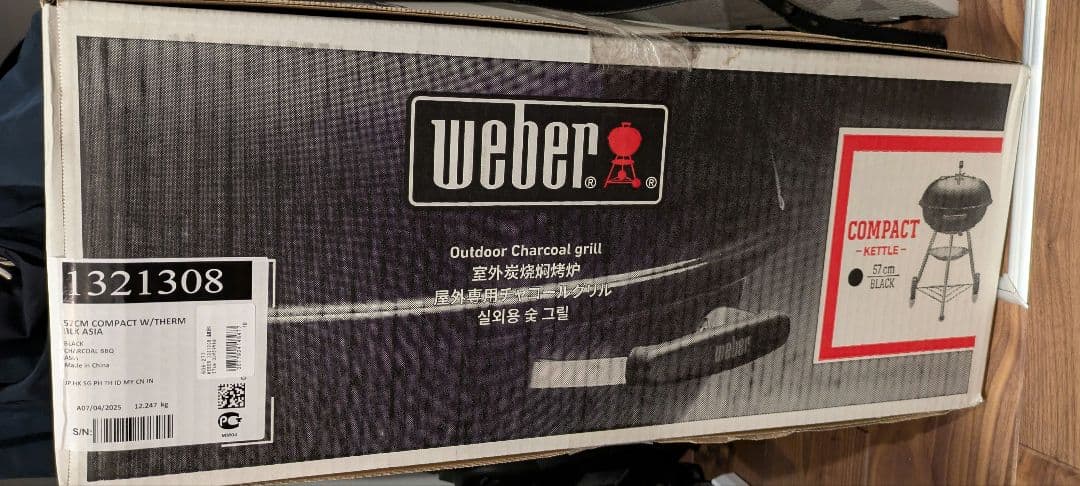 weber®
®
Outdoor Charcoal grill
室外炭烧焖烤炉
屋外専用チャコールグリル
실외용 숯 그릴
COMPACT
- KETTLE -
57 cm
BLACK
1321308
57CM COMPACT W/THERM
BLK ASIA
BLACK
CHARCOAL BBQ
ASIA
Made in China
JP HK SG PH TH ID MY CN IN
A07/04/2025 12.247 kg
S/N:
weber